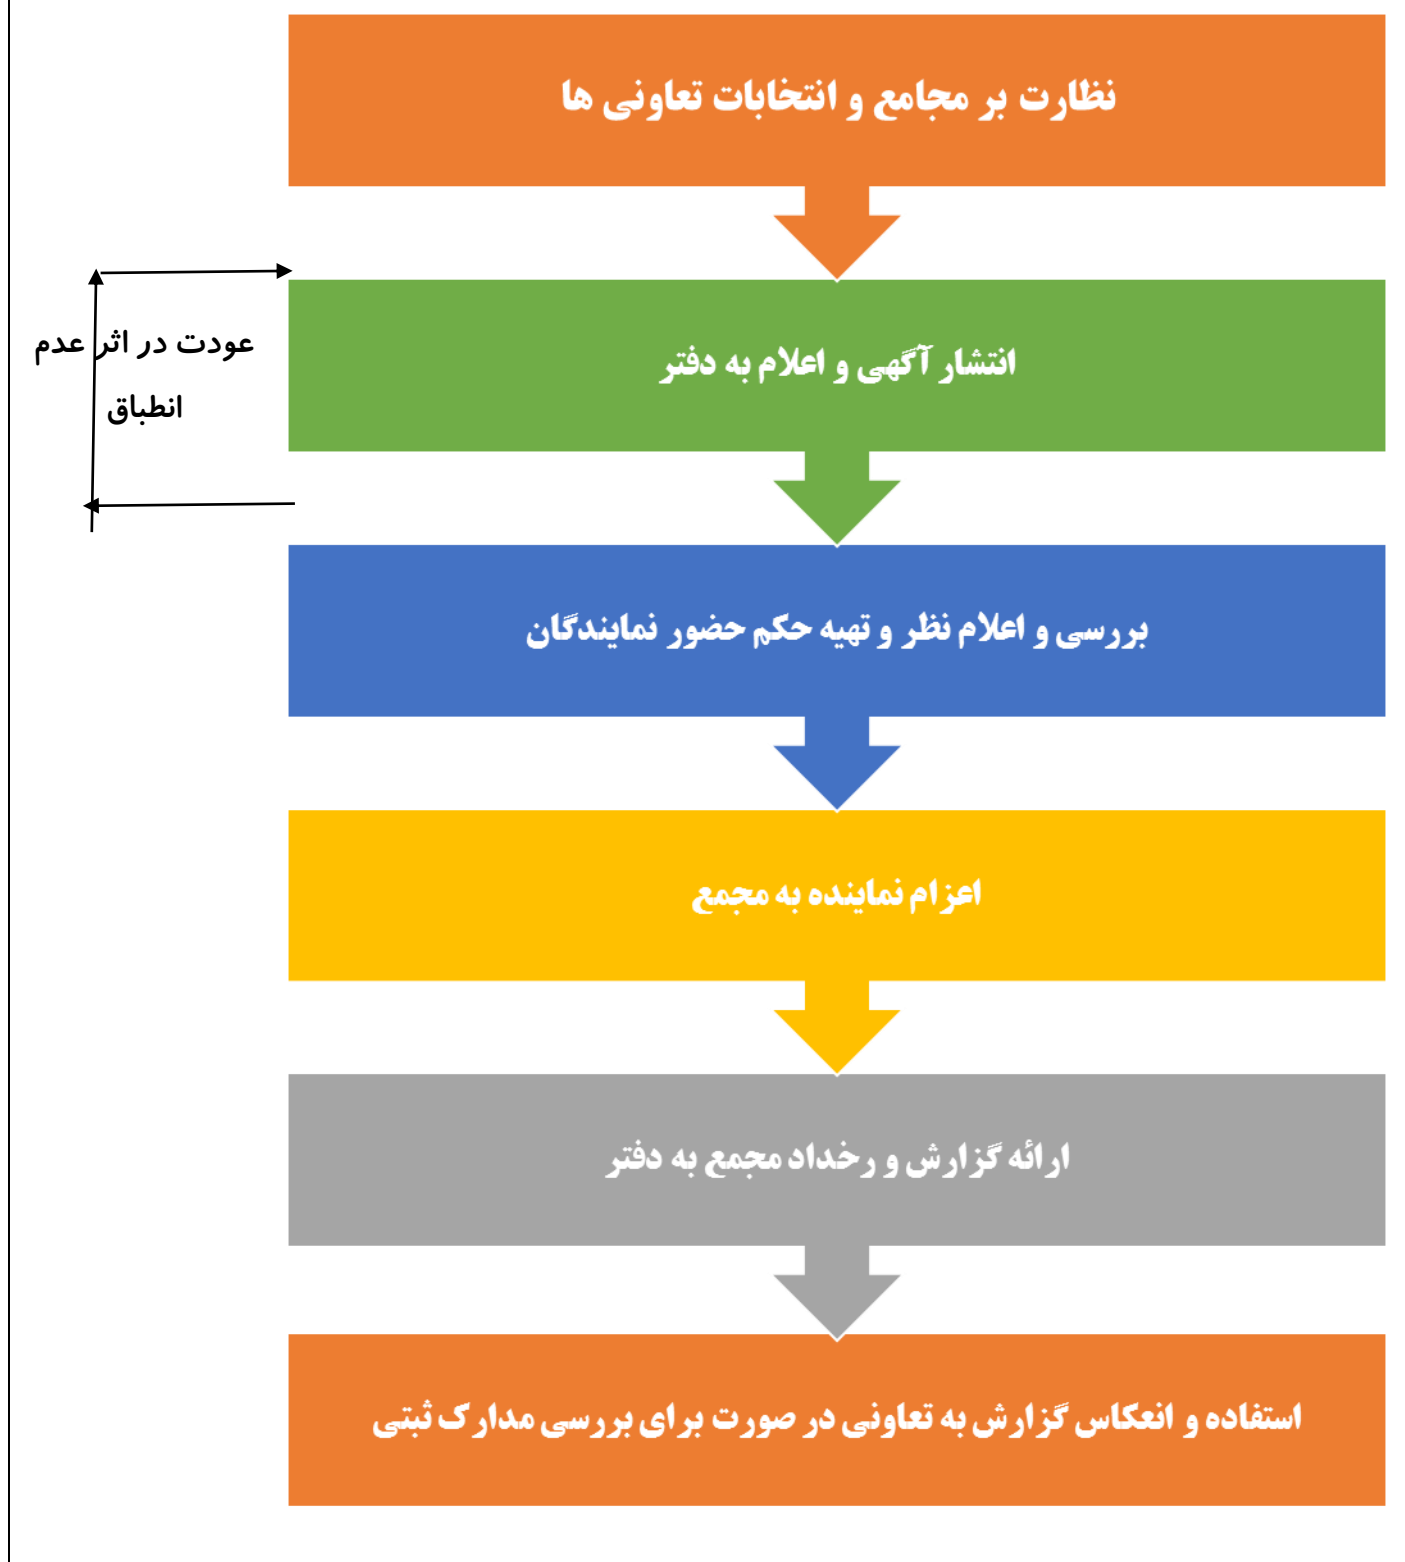 نظارت بر مجامع و انتخابات تعاونی ها
عودت در اثر عدم
انطباق
انتشار آگهی و اعلام به دفتر
بررسی و اعلام نظر و تهیه حکم حضور نمایندگان
اعزام نماینده به مجمع
ارائه گزارش و رخداد مجمع به دفتر
استفاده و انعکاس گزارش به تعاونی در صورت برای بررسی مدارک ثبتی